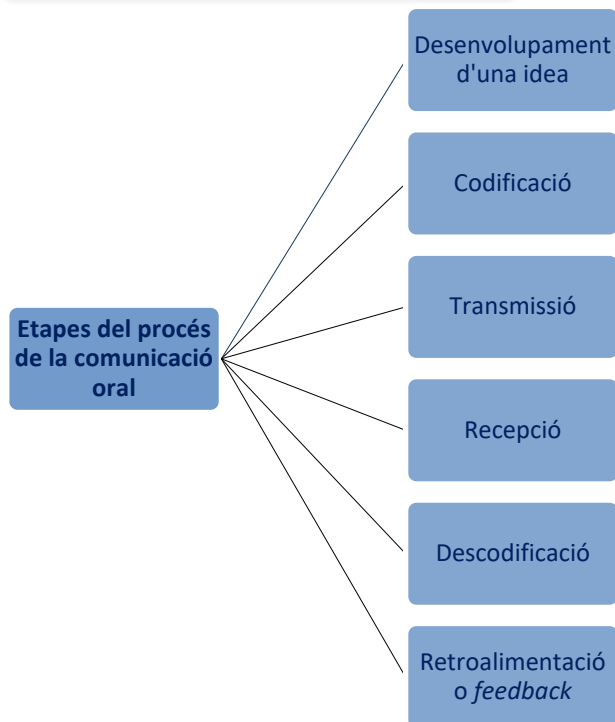 Etapes del procés
de la comunicació
oral
Desenvolupament
d'una idea
Codificació
Transmissió
Recepció
Descodificació
Retroalimentació
o feedback